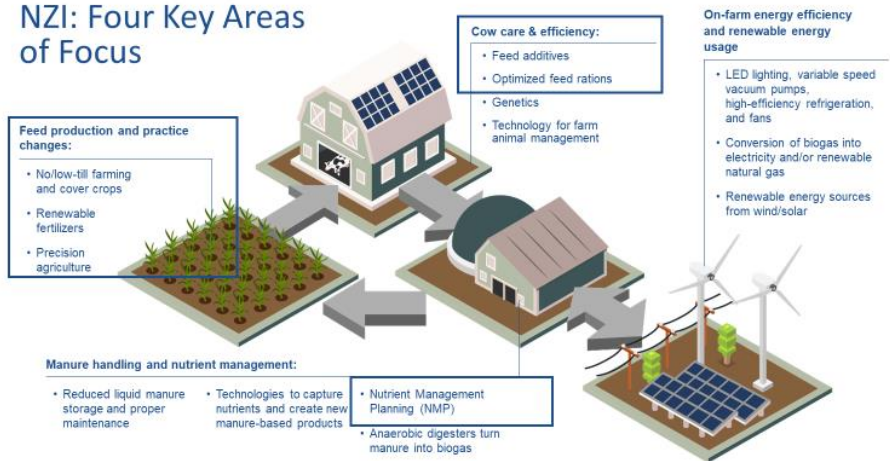 NZI: Four Key Areas
of Focus
Cow care & efficiency:
• Feed additives
• Optimized feed rations
• Genetics
• Technology for farm
animal management
On-farm energy efficiency
and renewable energy
usage
• LED lighting, variable speed
vacuum pumps,
high-efficiency refrigeration,
and fans
• Conversion of biogas into
electricity and/or renewable
natural gas
• Renewable energy sources
from wind/solar
Feed production and practice
changes:
• No/low-till farming
and cover crops
• Renewable
fertilizers
• Precision
agriculture
Manure handling and nutrient management:
• Reduced liquid manure
storage and proper
maintenance
• Technologies to capture
nutrients and create new
manure-based products
• Nutrient Management
Planning (NMP)
• Anaerobic digesters turn
manure into biogas